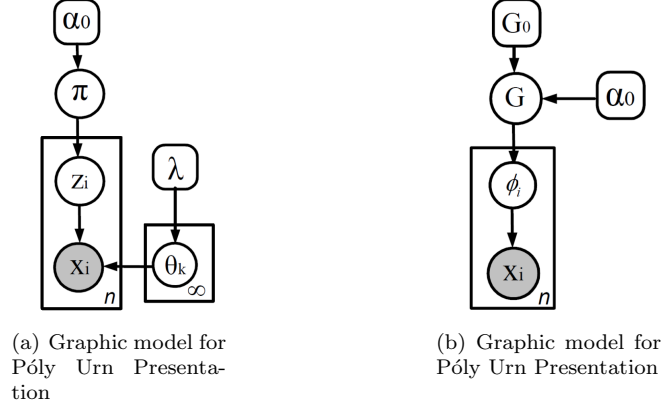 α0
π
zi
λ
xi
θk
n
∞
(a) Graphic model for
Póly Urn Presenta-
tion
G0
G
α0
ϕi
xi
n
(b) Graphic model for
Póly Urn Presentation